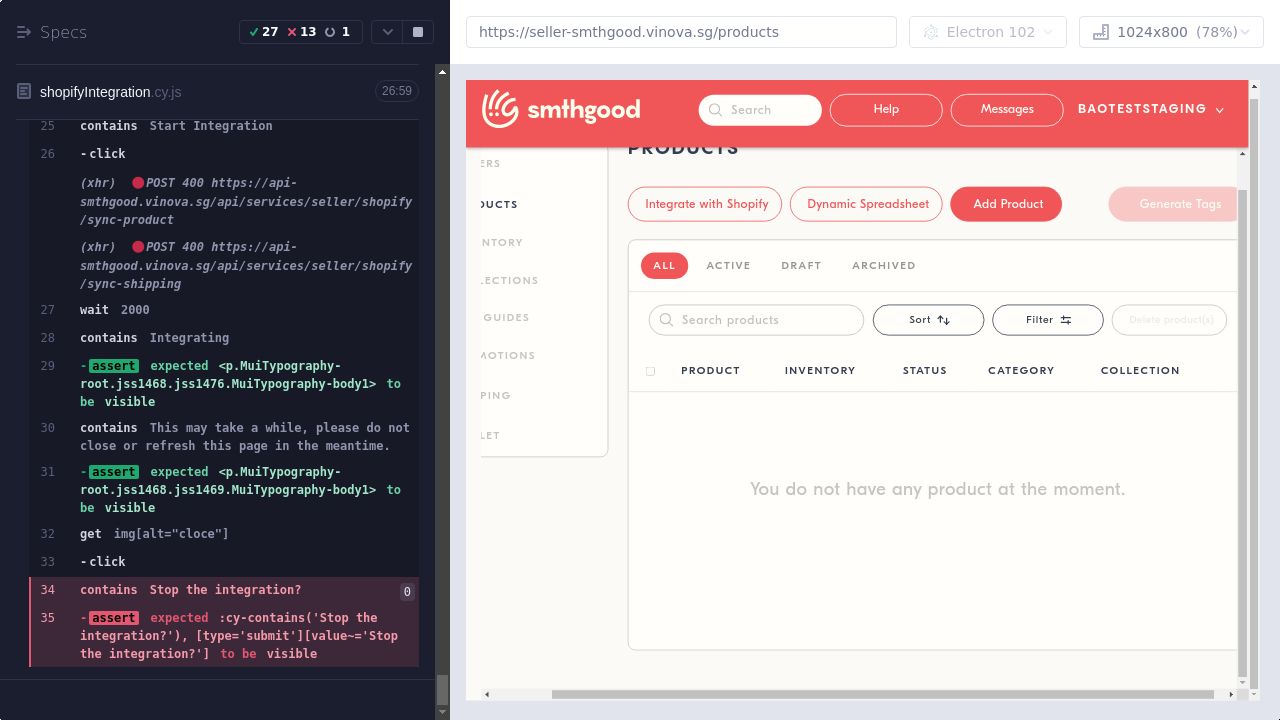 Specs
27 13 1
https://seller-smthgood.vinova.sg/products
Electron 102
1024x800 (78%)
shopifyIntegration.cy.js
26:59
25 contains Start Integration
26 -click
(xhr) POST 400 https://api-
smthgood.vinova.sg/api/services/seller/shopify
/sync-product
(xhr) POST 400 https://api-
smthgood.vinova.sg/api/services/seller/shopify
/sync-shipping
27 wait 2000
28 contains Integrating
29 -assert expected <p.MuiTypography-
root.jss1468.jss1476.MuiTypography-body1> to
be visible
30 contains This may take a while, please do not
close or refresh this page in the meantime.
31 -assert expected <p.MuiTypography-
root.jss1468.jss1469.MuiTypography-body1> to
be visible
32 get img[alt="cloce"]
33 -click
34 contains Stop the integration? 0
35 -assert expected :cy-contains('Stop the
integration?'), [type='submit'][value~='Stop
the integration?'] to be visible
smthgood
Search
Help
Messages
BAOTESTSTAGING
ERS
DUCTS
NTORY
LECTIONS
GUIDES
MOTIONS
PING
LET
PRODUCTS
Integrate with Shopify
Dynamic Spreadsheet
Add Product
Generate Tags
ALL ACTIVE DRAFT ARCHIVED
Search products
Sort
Filter
Delete product(s)
PRODUCT INVENTORY STATUS CATEGORY COLLECTION
You do not have any product at the moment.